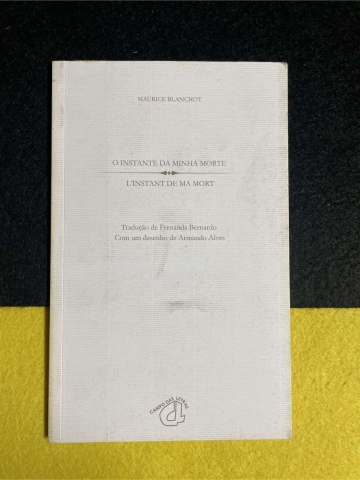 MAURICE BLANCHOT
O INSTANTE DA MINHA MORTE
L'INSTANT DE MA MORT
Tradução de Fernanda Bernardo
Com um desenho de Armando Alves
CAMPO DAS LETRAS